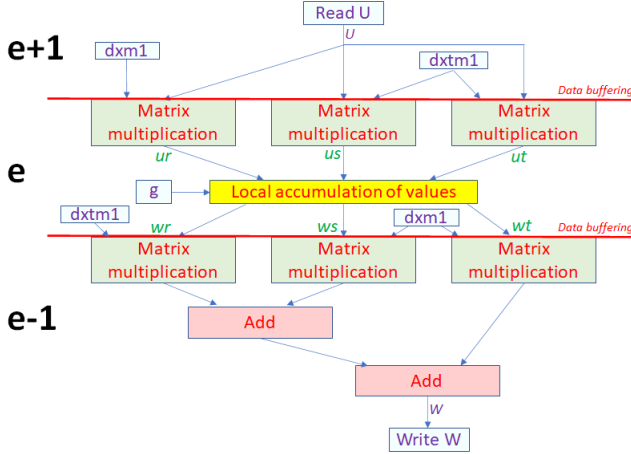 Read U
U
e+1
dxm1
dxtm1
Data buffering
Matrix multiplication
Matrix multiplication
Matrix multiplication
ur
us
ut
e
g
Local accumulation of values
dxtm1
wr
ws
dxm1
wt
Data buffering
Matrix multiplication
Matrix multiplication
Matrix multiplication
e-1
Add
Add
W
Write W